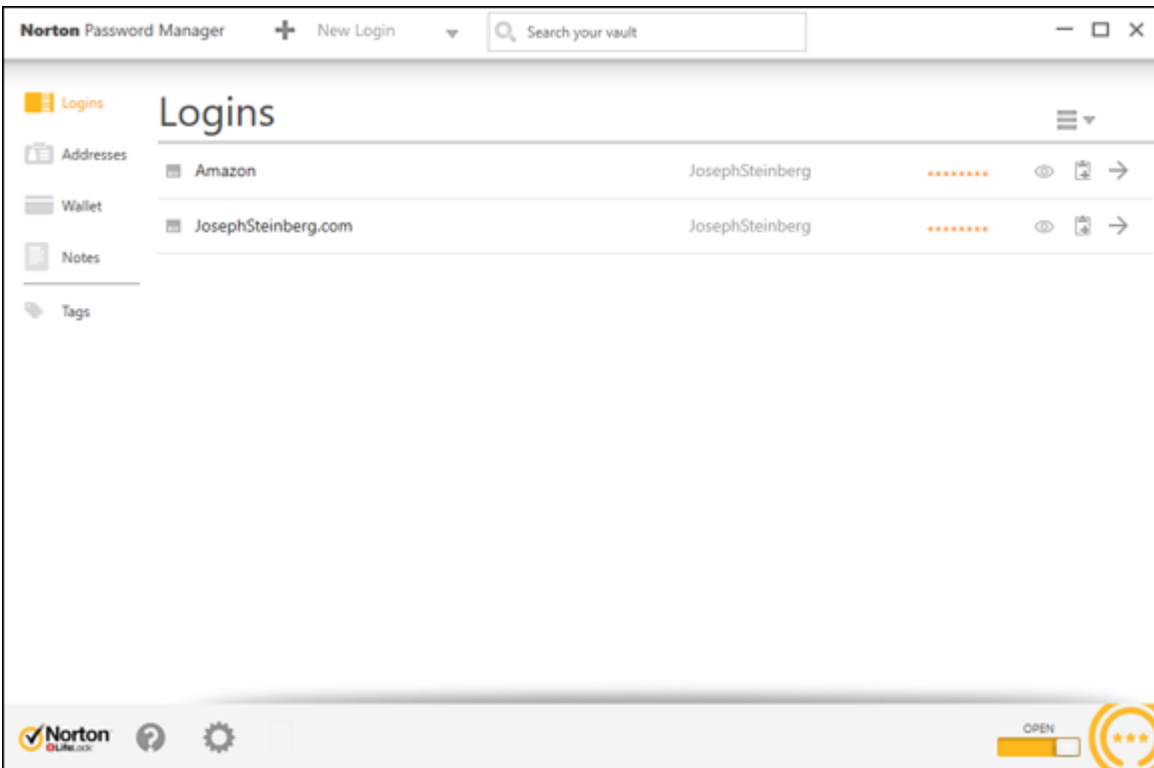 Norton Password Manager
New Login
Search your vault
Logins
Addresses
Wallet
Notes
Tags
Logins
Amazon JosephSteinberg
JosephSteinberg.com JosephSteinberg
Norton
LifeLock
OPEN